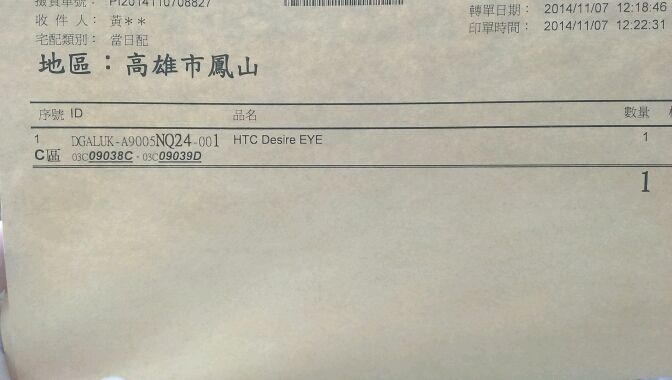 揀貨單號： PI2014110708827
轉單日期： 2014/11/07 12:18:46
收件人： 黃**
印單時間： 2014/11/07 12:22:31
宅配類別： 當日配
地區：高雄市鳳山
序號 ID 品名 數量
1 DGALUK-A9005NQ24-001 HTC Desire EYE 1
C區 03C09038C、03C09039D
1